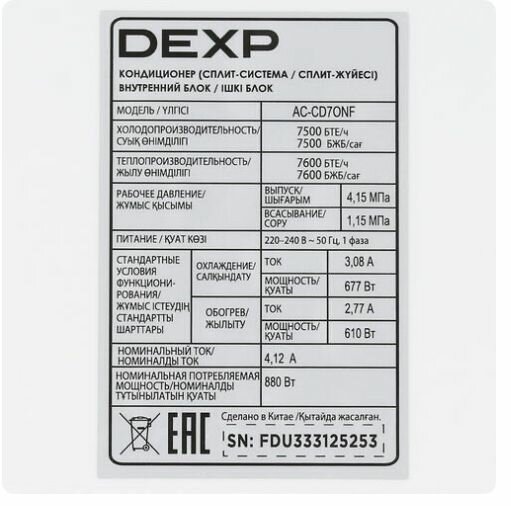 DEXP
КОНДИЦИОНЕР (СПЛИТ-СИСТЕМА / СПЛИТ-ЖҮЙЕСІ)
ВНУТРЕННИЙ БЛОК / ІШКІ БЛОК
МОДЕЛЬ / ҮЛГІСІ AC-CD7ONF
ХОЛОДОПРОИЗВОДИТЕЛЬНОСТЬ/ 7500 БТЕ/ч
СУЫҚ ӨНІМДІЛІГІ 7500 БЖБ/сағ
ТЕПЛОПРОИЗВОДИТЕЛЬНОСТЬ/ 7600 БТЕ/ч
ЖЫЛУ ӨНІМДІЛІГІ 7600 БЖБ/сағ
РАБОЧЕЕ ДАВЛЕНИЕ/
ЖҰМЫС ҚЫСЫМЫ
ВЫПУСК/
ШЫҒАРЫМ 4,15 МПа
ВСАСЫВАНИЕ/
СОРУ 1,15 МПа
ПИТАНИЕ / ҚУАТ КӨЗІ 220–240 В ~ 50 Гц, 1 фаза
СТАНДАРТНЫЕ
УСЛОВИЯ
ФУНКЦИОНИ-
РОВАНИЯ/
ЖҰМЫС ІСТЕУДІҢ
СТАНДАРТТЫ
ШАРТТАРЫ
ОХЛАЖДЕНИЕ/
САЛҚЫНДАТУ
ТОК 3,08 А
МОЩНОСТЬ/
ҚУАТЫ 677 Вт
ОБОГРЕВ/
ЖЫЛЫТУ
ТОК 2,77 А
МОЩНОСТЬ/
ҚУАТЫ 610 Вт
НОМИНАЛЬНЫЙ ТОК/
НОМИНАЛДЫ ТОК 4,12 А
НОМИНАЛЬНАЯ ПОТРЕБЛЯЕМАЯ
МОЩНОСТЬ/НОМИНАЛДЫ
ТҰТЫНЫЛАТЫН ҚУАТЫ 880 Вт
Сделано в Китае /Қытайда жасалған.
EAC
SN: FDU333125253